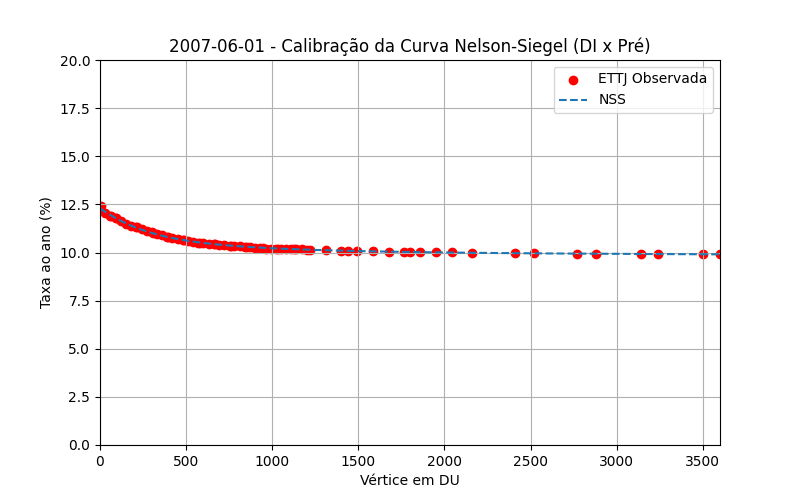 2007-06-01 - Calibração da Curva Nelson-Siegel (DI x Pré)
ETTJ Observada
NSS
Taxa ao ano (%)
20.0
17.5
15.0
12.5
10.0
7.5
5.0
2.5
0.0
0 500 1000 1500 2000 2500 3000 3500
Vértice em DU